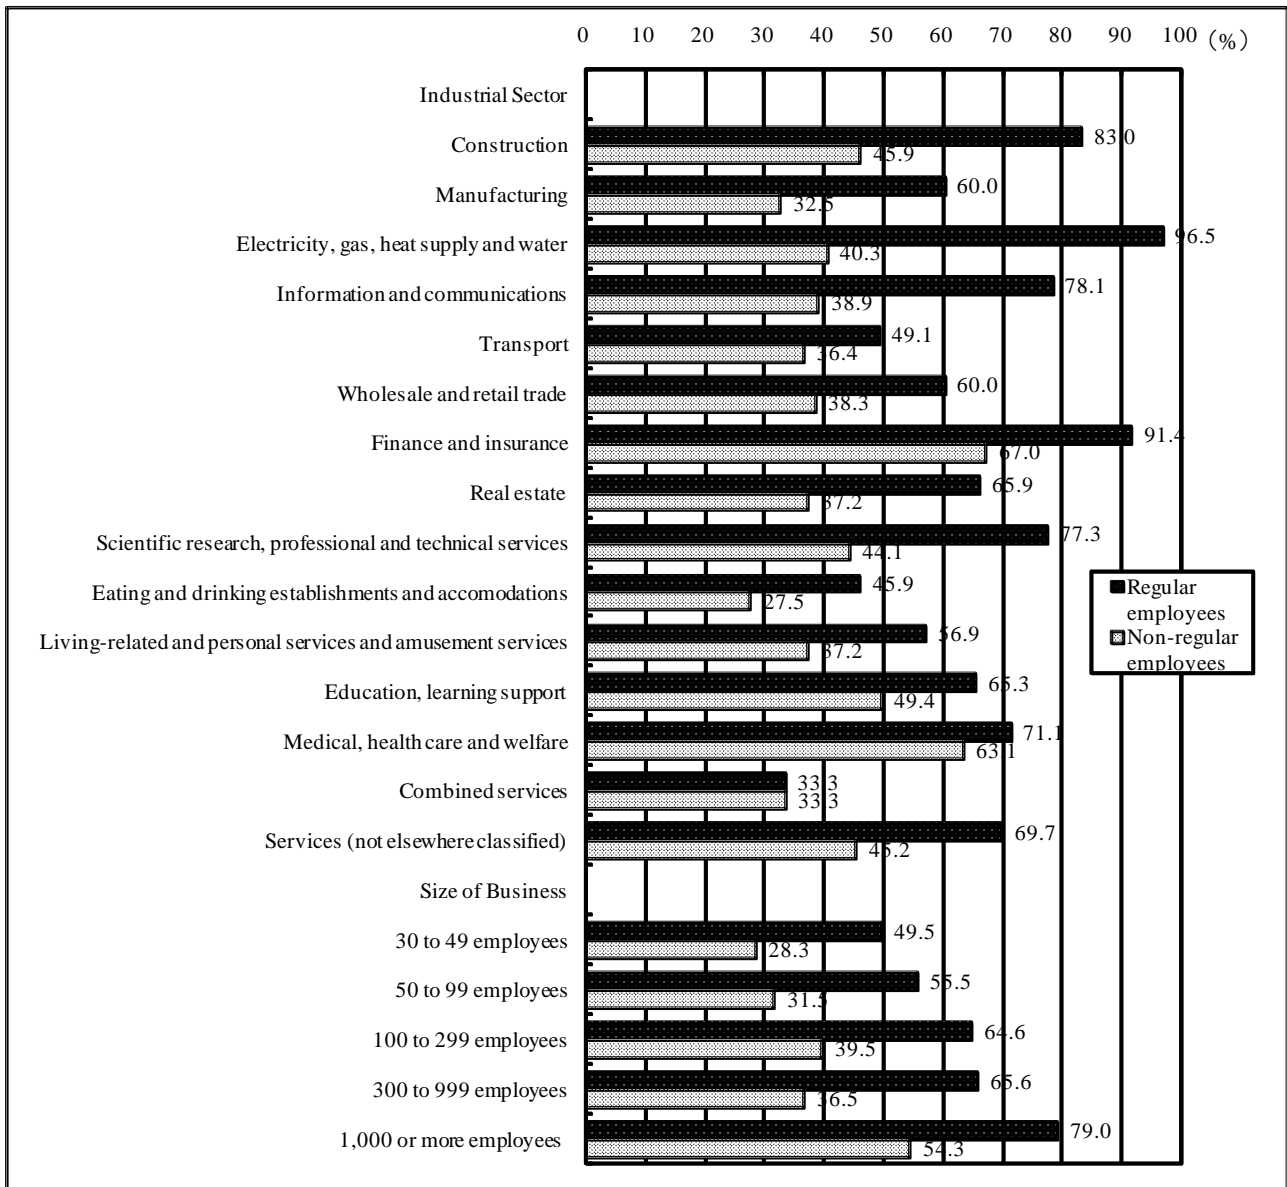 0 10 20 30 40 50 60 70 80 90 100 (%)
Industrial Sector
Construction 83.0
45.9
Manufacturing 60.0
32.5
Electricity, gas, heat supply and water 96.5
40.3
Information and communications 78.1
38.9
Transport 49.1
36.4
Wholesale and retail trade 60.0
38.3
Finance and insurance 91.4
67.0
Real estate 65.9
37.2
Scientific research, professional and technical services 77.3
44.1
Eating and drinking establishments and accomodations 45.9
27.5
Living-related and personal services and amusement services 56.9
37.2
Education, learning support 65.3
49.4
Medical, health care and welfare 71.1
63.1
Combined services 33.3
33.3
Services (not elsewhere classified) 69.7
45.2
Size of Business
30 to 49 employees 49.5
28.3
50 to 99 employees 55.5
31.5
100 to 299 employees 64.6
39.5
300 to 999 employees 65.6
36.5
1,000 or more employees 79.0
54.3
Regular
employees
Non-regular
employees